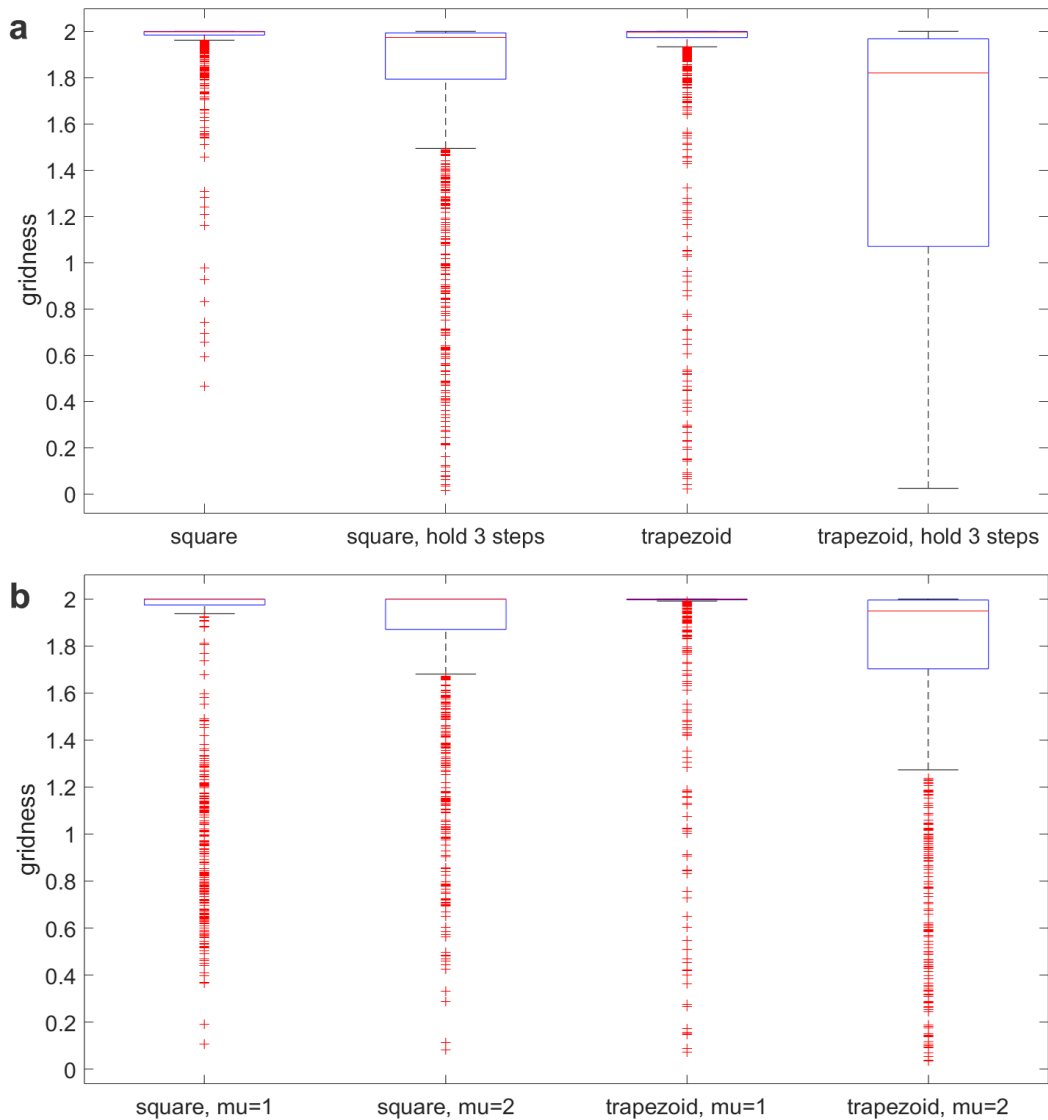 a
2
1.8
1.6
1.4
1.2
1
0.8
0.6
0.4
0.2
0
gridness
square
square, hold 3 steps
trapezoid
trapezoid, hold 3 steps
b
2
1.8
1.6
1.4
1.2
1
0.8
0.6
0.4
0.2
0
gridness
square, mu=1
square, mu=2
trapezoid, mu=1
trapezoid, mu=2